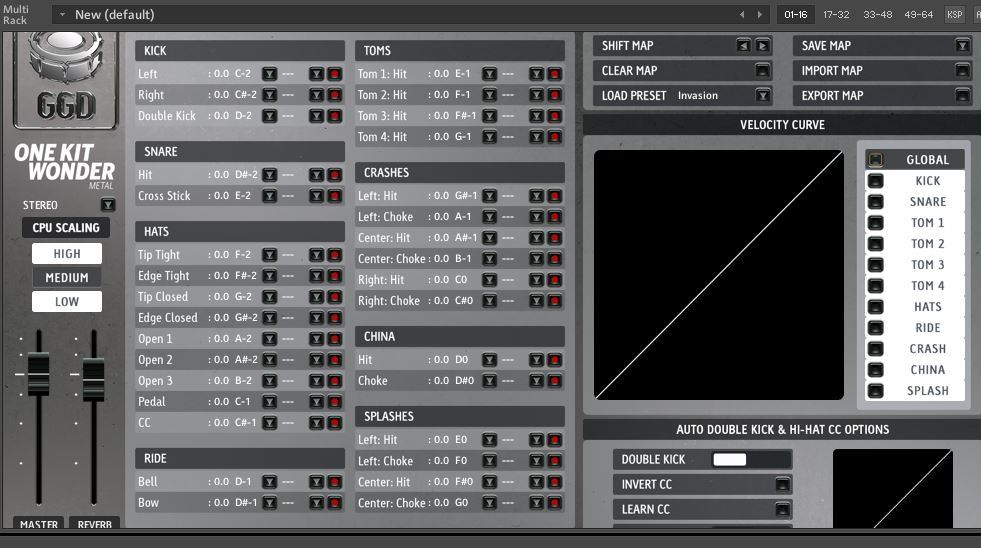 Multi
Rack
New (default)
01-16 17-32 33-48 49-64 KSP
GGD
ONE KIT
WONDER
METAL
STEREO
CPU SCALING
HIGH
MEDIUM
LOW
MASTER REVERB
KICK
Left : 0.0 C-2 ---
Right : 0.0 C#-2 ---
Double Kick : 0.0 D-2 ---
SNARE
Hit : 0.0 D#-2 ---
Cross Stick : 0.0 E-2 ---
HATS
Tip Tight : 0.0 F-2 ---
Edge Tight : 0.0 F#-2 ---
Tip Closed : 0.0 G-2 ---
Edge Closed : 0.0 G#-2 ---
Open 1 : 0.0 A-2 ---
Open 2 : 0.0 A#-2 ---
Open 3 : 0.0 B-2 ---
Pedal : 0.0 C-1 ---
CC : 0.0 C#-1 ---
RIDE
Bell : 0.0 D-1 ---
Bow : 0.0 D#-1 ---
TOMS
Tom 1: Hit : 0.0 E-1 ---
Tom 2: Hit : 0.0 F-1 ---
Tom 3: Hit : 0.0 F#-1 ---
Tom 4: Hit : 0.0 G-1 ---
CRASHES
Left: Hit : 0.0 G#-1 ---
Left: Choke : 0.0 A-1 ---
Center: Hit : 0.0 A#-1 ---
Center: Choke : 0.0 B-1 ---
Right: Hit : 0.0 C0 ---
Right: Choke : 0.0 C#0 ---
CHINA
Hit : 0.0 D0 ---
Choke : 0.0 D#0 ---
SPLASHES
Left: Hit : 0.0 E0 ---
Left: Choke : 0.0 F0 ---
Center: Hit : 0.0 F#0 ---
Center: Choke : 0.0 G0 ---
SHIFT MAP SAVE MAP
CLEAR MAP IMPORT MAP
LOAD PRESET Invasion EXPORT MAP
VELOCITY CURVE
GLOBAL
KICK
SNARE
TOM 1
TOM 2
TOM 3
TOM 4
HATS
RIDE
CRASH
CHINA
SPLASH
AUTO DOUBLE KICK & HI-HAT CC OPTIONS
DOUBLE KICK
INVERT CC
LEARN CC